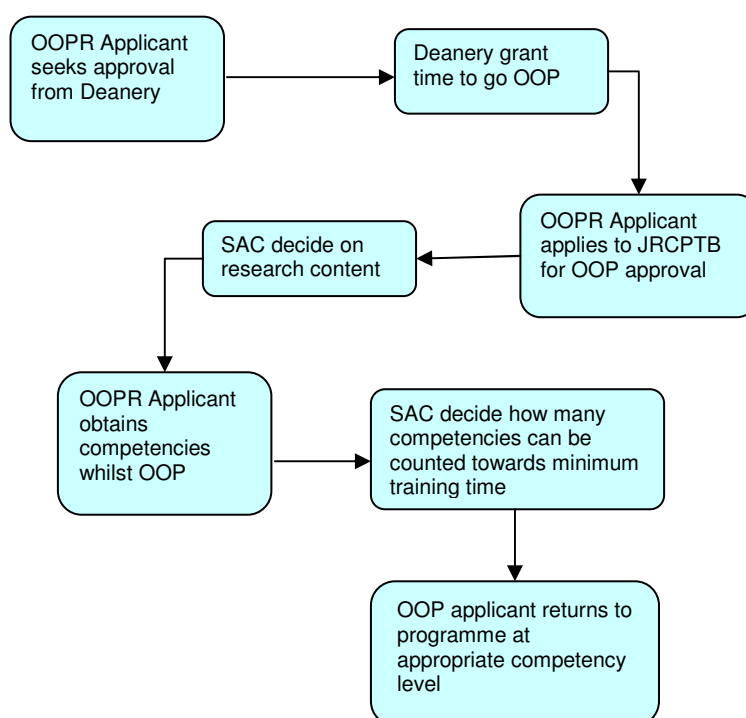 OOPR Applicant
seeks approval
from Deanery
Deanery grant
time to go OOP
OOPR Applicant
applies to JRCPTB
for OOP approval
SAC decide on
research content
OOPR Applicant
obtains
competencies
whilst OOP
SAC decide how many
competencies can be
counted towards minimum
training time
OOP applicant returns to
programme at
appropriate competency
level